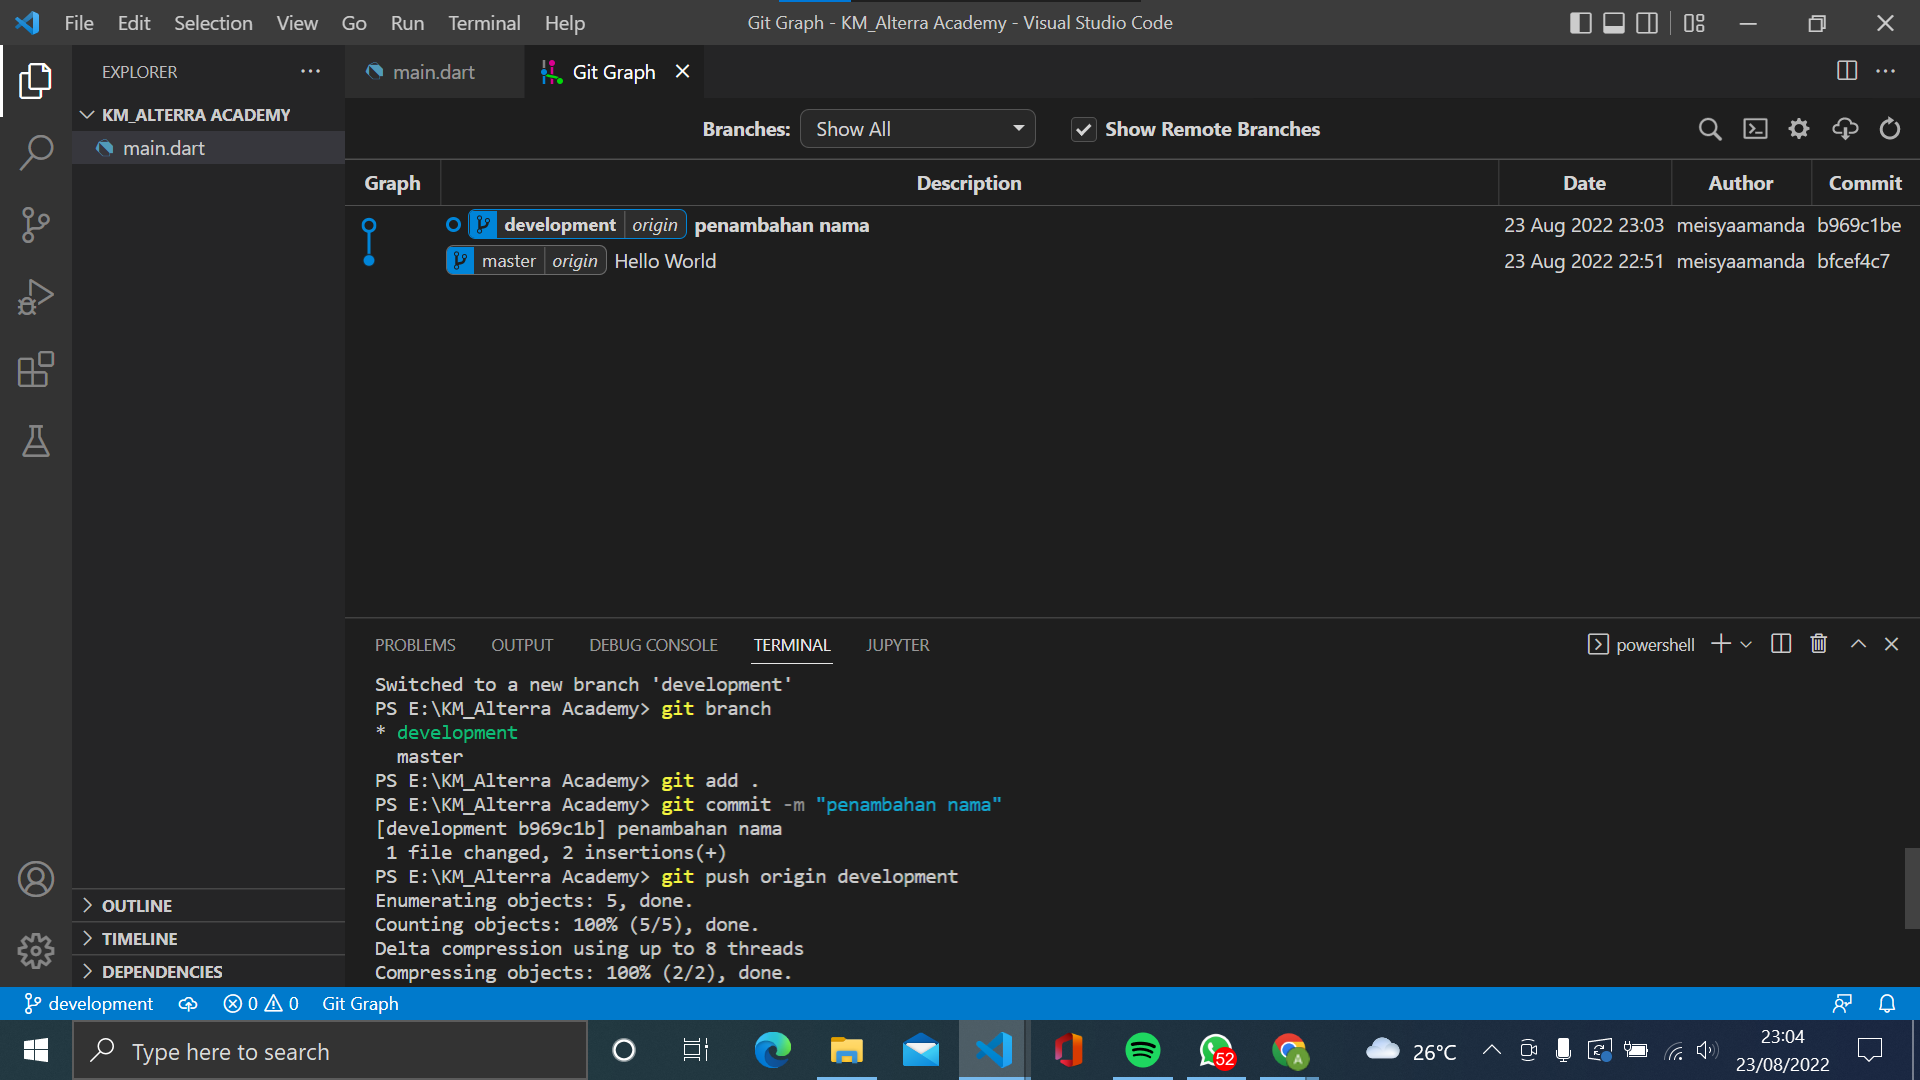 File Edit Selection View Go Run Terminal Help
Git Graph - KM_Alterra Academy - Visual Studio Code
EXPLORER
main.dart
Git Graph
KM_ALTERRA ACADEMY
main.dart
Branches: Show All
Show Remote Branches
Graph Description Date Author Commit
development origin penambahan nama 23 Aug 2022 23:03 meisyaamanda b969c1be
master origin Hello World 23 Aug 2022 22:51 meisyaamanda bfcef4c7
PROBLEMS OUTPUT DEBUG CONSOLE TERMINAL JUPYTER
powershell
Switched to a new branch 'development'
PS E:\KM_Alterra Academy> git branch
* development
master
PS E:\KM_Alterra Academy> git add .
PS E:\KM_Alterra Academy> git commit -m "penambahan nama"
[development b969c1b] penambahan nama
1 file changed, 2 insertions(+)
PS E:\KM_Alterra Academy> git push origin development
Enumerating objects: 5, done.
Counting objects: 100% (5/5), done.
Delta compression using up to 8 threads
Compressing objects: 100% (2/2), done.
OUTLINE
TIMELINE
DEPENDENCIES
development 0 0 Git Graph
Type here to search
52
A
26°C
23:04
23/08/2022